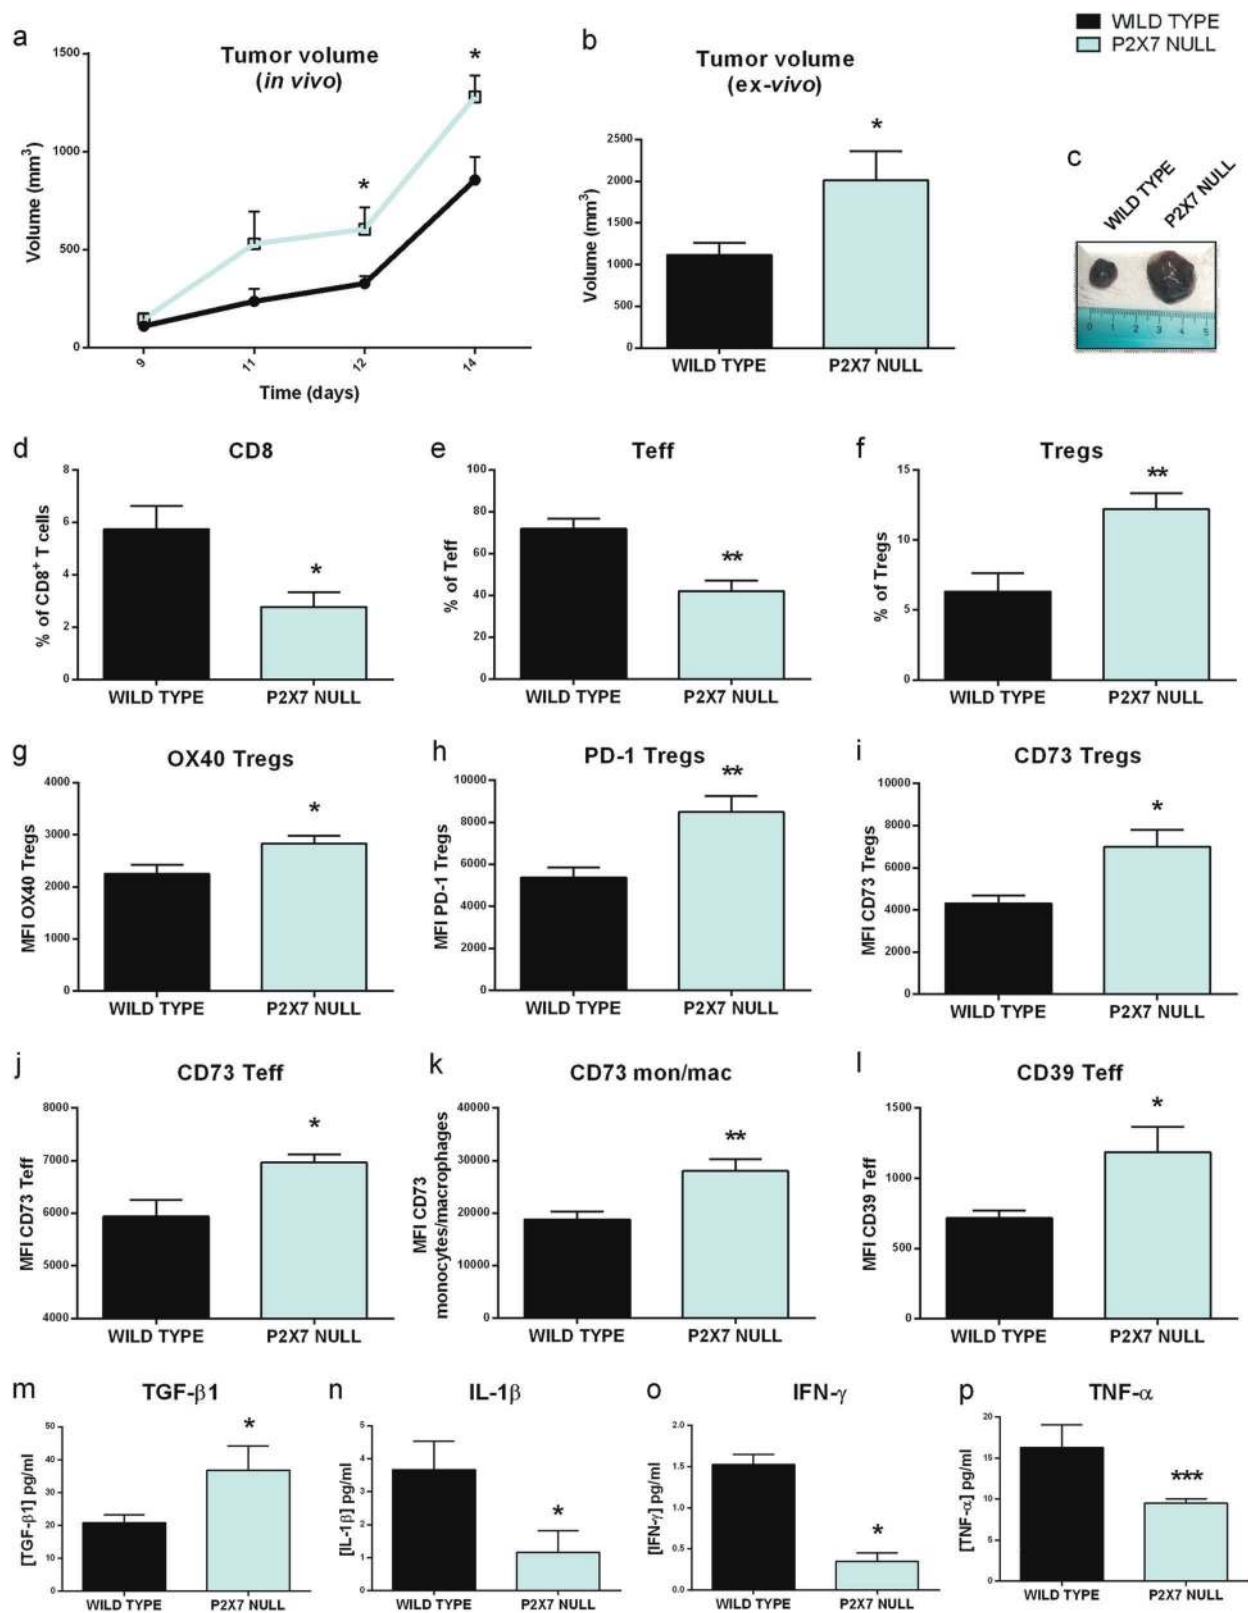 WILD TYPE
P2X7 NULL
a
Tumor volume
(in vivo)
Volume (mm³)
1500
1000
500
0
*
*
9
11
12
14
Time (days)
b
Tumor volume
(ex-vivo)
Volume (mm³)
2500
2000
1500
1000
500
0
*
WILD TYPE
P2X7 NULL
c
WILD TYPE
P2X7 NULL
0 1 2 3 4 5
d
CD8
% of CD8⁺ T cells
8
6
4
2
0
*
WILD TYPE
P2X7 NULL
e
Teff
% of Teff
100
80
60
40
20
0
**
WILD TYPE
P2X7 NULL
f
Tregs
% of Tregs
15
10
5
0
**
WILD TYPE
P2X7 NULL
g
OX40 Tregs
MFI OX40 Tregs
4000
3000
2000
1000
0
*
WILD TYPE
P2X7 NULL
h
PD-1 Tregs
MFI PD-1 Tregs
10000
8000
6000
4000
2000
0
**
WILD TYPE
P2X7 NULL
i
CD73 Tregs
MFI CD73 Tregs
10000
8000
6000
4000
2000
0
*
WILD TYPE
P2X7 NULL
j
CD73 Teff
MFI CD73 Teff
8000
7000
6000
5000
4000
*
WILD TYPE
P2X7 NULL
k
CD73 mon/mac
MFI CD73
monocytes/macrophages
40000
30000
20000
10000
0
**
WILD TYPE
P2X7 NULL
l
CD39 Teff
MFI CD39 Teff
1500
1000
500
0
*
WILD TYPE
P2X7 NULL
m
TGF-β1
[TGF-β1] pg/ml
50
40
30
20
10
0
*
WILD TYPE
P2X7 NULL
n
IL-1β
[IL-1β] pg/ml
5
4
3
2
1
0
*
WILD TYPE
P2X7 NULL
o
IFN-γ
[IFN-γ] pg/ml
2.0
1.5
1.0
0.5
0.0
*
WILD TYPE
P2X7 NULL
p
TNF-α
[TNF-α] pg/ml
20
15
10
5
0
***
WILD TYPE
P2X7 NULL